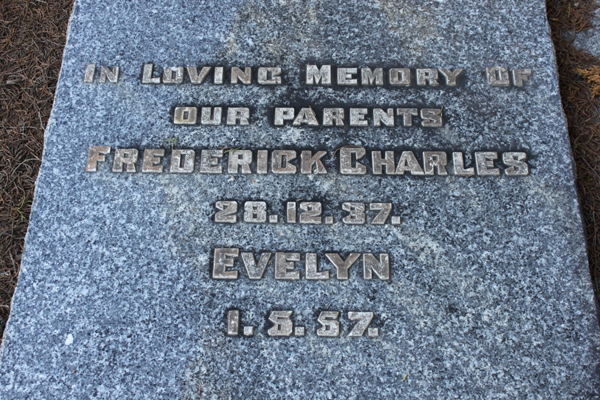 In Loving Memory Of
OUR PARENTS
FREDERICK CHARLES
28.12.37.
EVELYN
1.5.57.